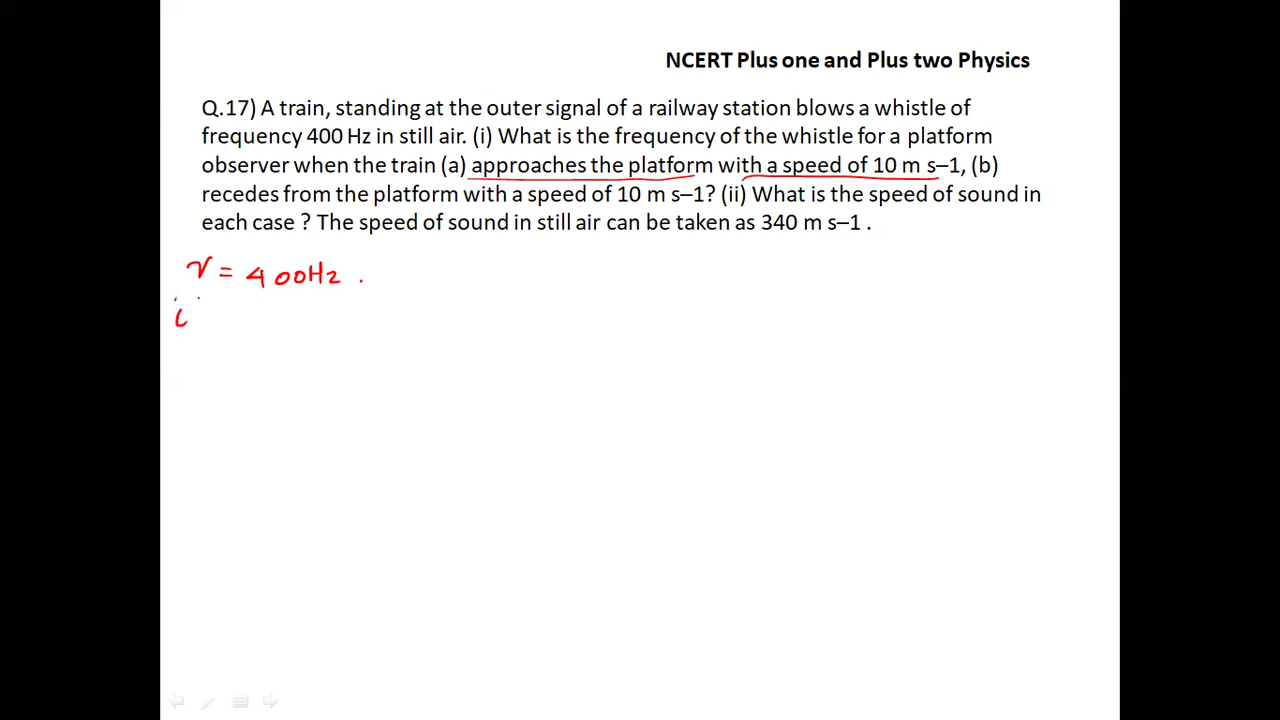 NCERT Plus one and Plus two Physics
Q.17) A train, standing at the outer signal of a railway station blows a whistle of
frequency 400 Hz in still air. (i) What is the frequency of the whistle for a platform
observer when the train (a) approaches the platform with a speed of 10 m s–1, (b)
recedes from the platform with a speed of 10 m s–1? (ii) What is the speed of sound in
each case ? The speed of sound in still air can be taken as 340 m s–1 .
ν = 400Hz .
i